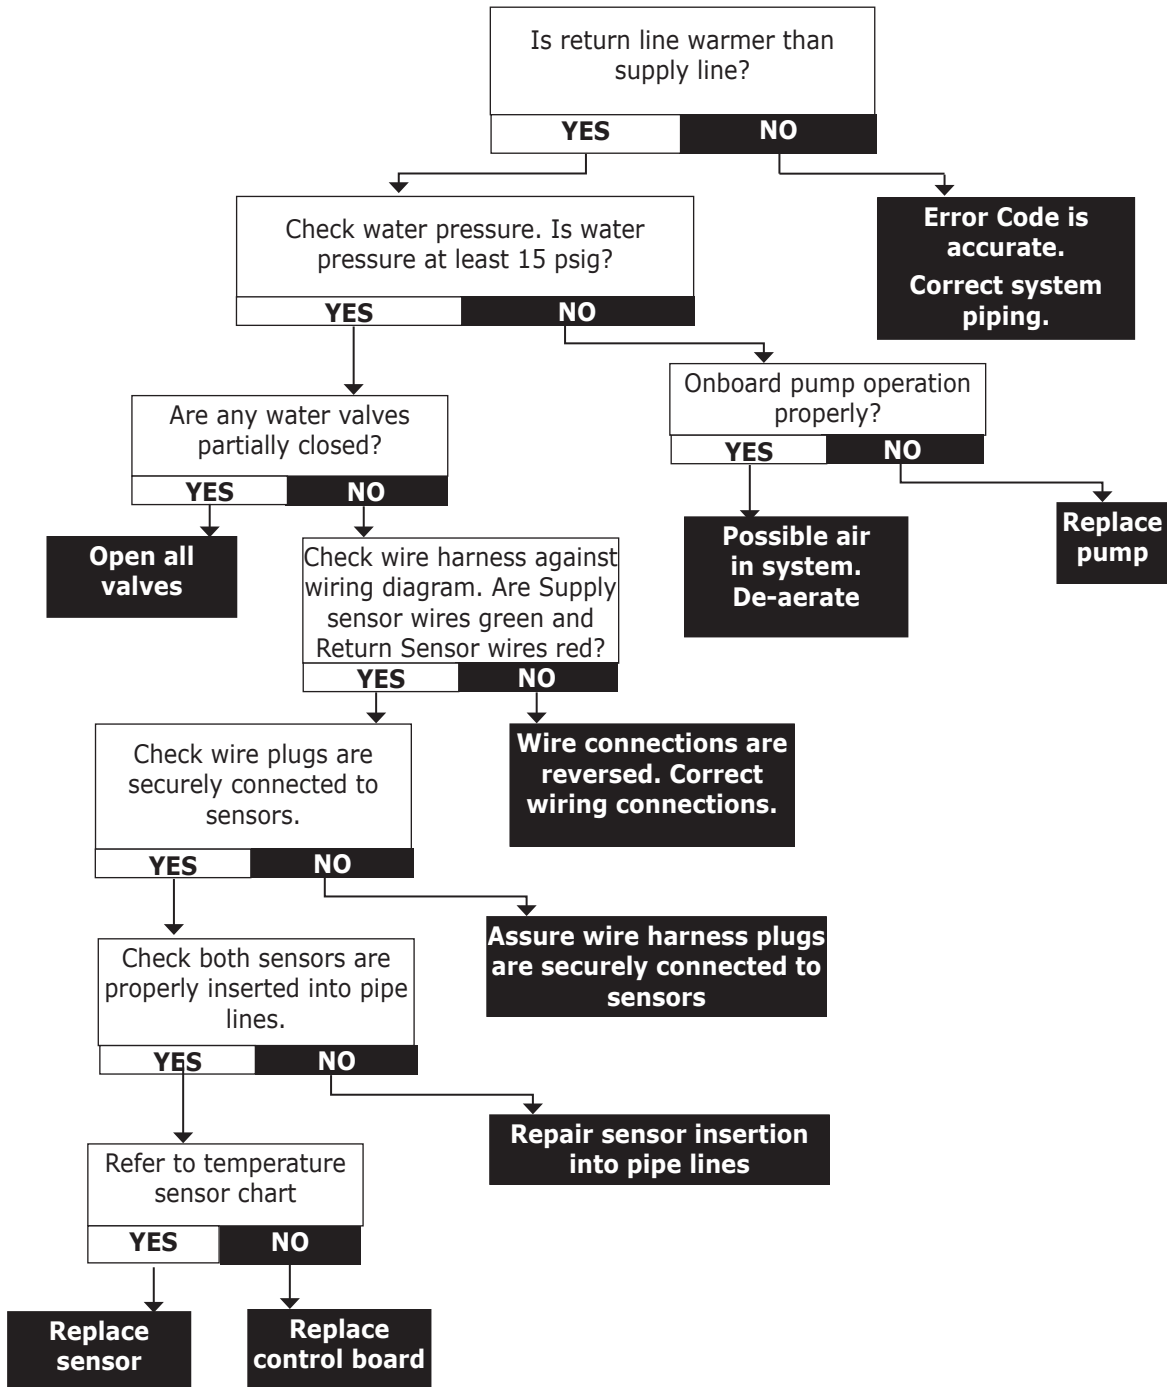 Is return line warmer than
supply line?
YES
NO
Check water pressure. Is water
pressure at least 15 psig?
YES
NO
Error Code is
accurate.
Correct system
piping.
Are any water valves
partially closed?
YES
NO
Onboard pump operation
properly?
YES
NO
Open all
valves
Check wire harness against
wiring diagram. Are Supply
sensor wires green and
Return Sensor wires red?
YES
NO
Possible air
in system.
De-aerate
Replace
pump
Check wire plugs are
securely connected to
sensors.
YES
NO
Wire connections are
reversed. Correct
wiring connections.
Check both sensors are
properly inserted into pipe
lines.
YES
NO
Assure wire harness plugs
are securely connected to
sensors
Refer to temperature
sensor chart
YES
NO
Repair sensor insertion
into pipe lines
Replace
sensor
Replace
control board